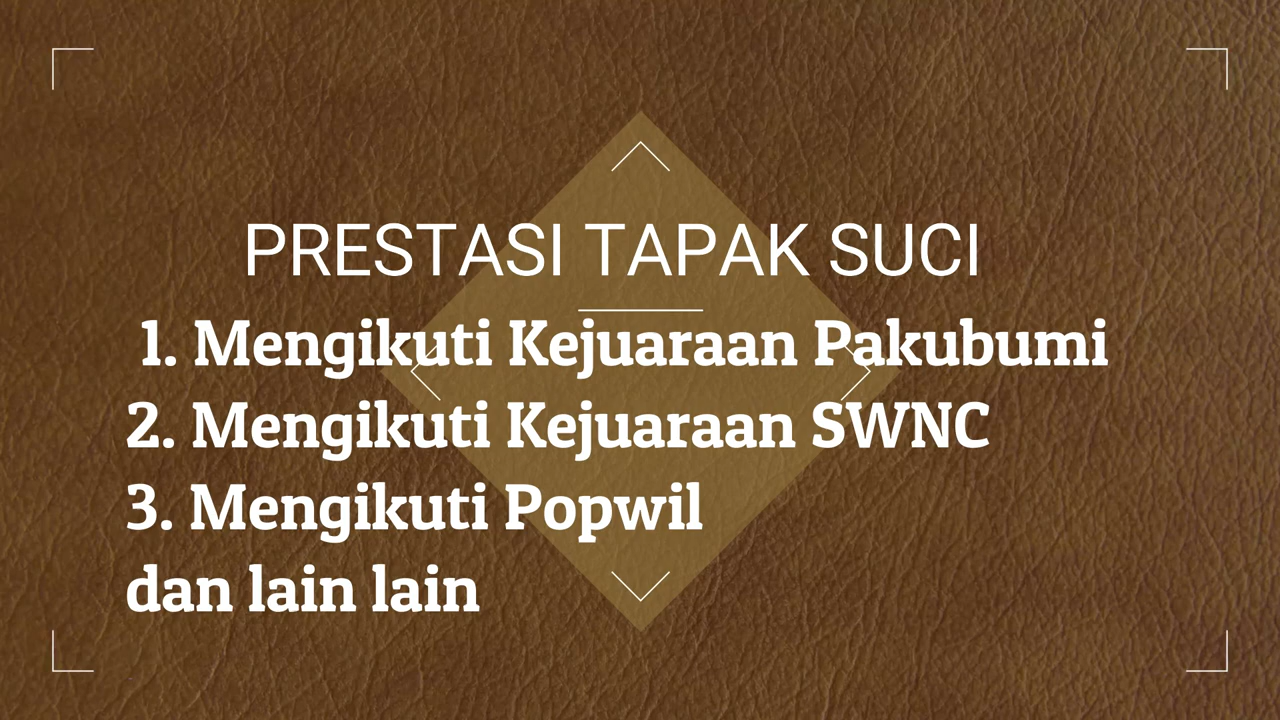 PRESTASI TAPAK SUCI
1. Mengikuti Kejuaraan Pakubumi
2. Mengikuti Kejuaraan SWNC
3. Mengikuti Popwil
dan lain lain